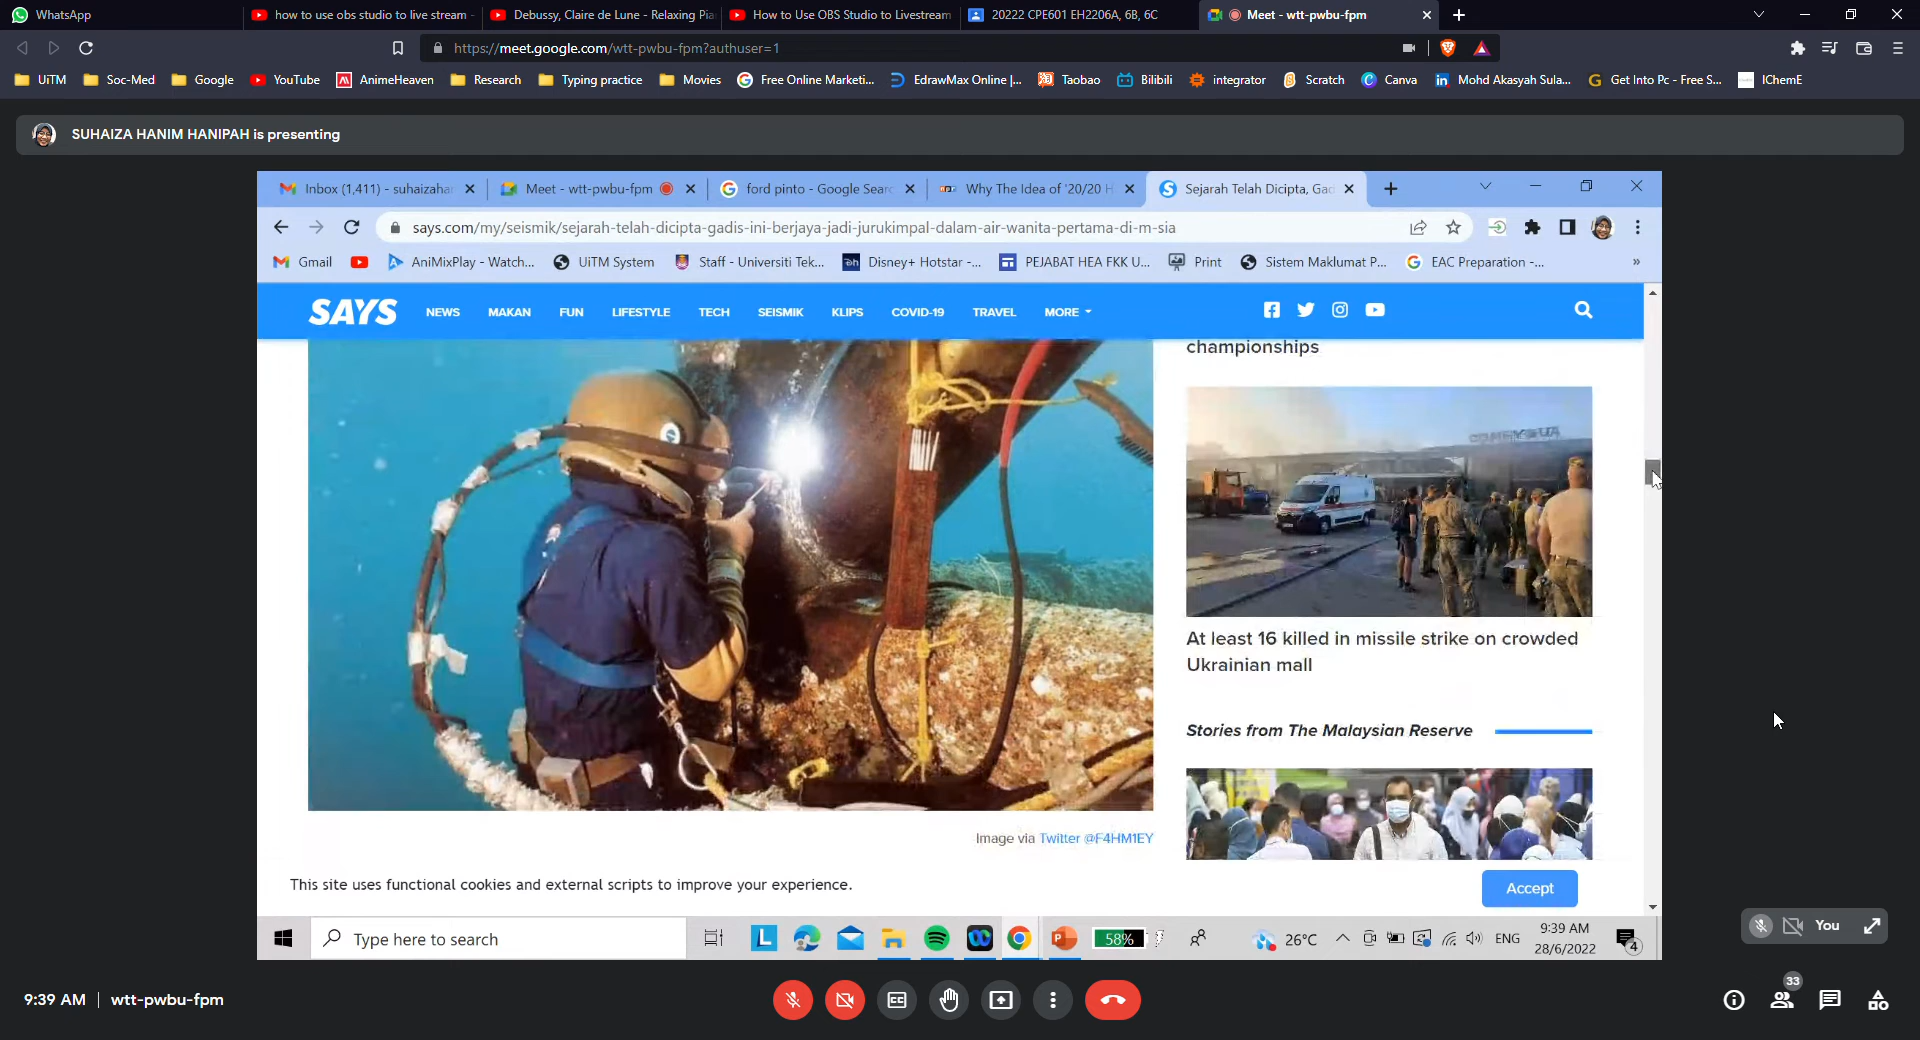 WhatsApp
how to use obs studio to live stream -
Debussy, Claire de Lune - Relaxing Pia
How to Use OBS Studio to Livestream
20222 CPE601 EH2206A, 6B, 6C
Meet - wtt-pwbu-fpm
https://meet.google.com/wtt-pwbu-fpm?authuser=1
UiTM
Soc-Med
Google
YouTube
AnimeHeaven
Research
Typing practice
Movies
Free Online Marketi...
EdrawMax Online |...
Taobao
Bilibili
integrator
Scratch
Canva
Mohd Akasyah Sula...
Get Into Pc - Free S...
IChemE
SUHAIZA HANIM HANIPAH is presenting
Inbox (1,411) - suhaizahan
Meet - wtt-pwbu-fpm
ford pinto - Google Searc
Why The Idea of '20/20 H
Sejarah Telah Dicipta, Gad
says.com/my/seismik/sejarah-telah-dicipta-gadis-ini-berjaya-jadi-jurukimpal-dalam-air-wanita-pertama-di-m-sia
Gmail
AniMixPlay - Watch...
UiTM System
Staff - Universiti Tek...
Disney+ Hotstar -...
PEJABAT HEA FKK U...
Print
Sistem Maklumat P...
EAC Preparation -...
»
SAYS
NEWS
MAKAN
FUN
LIFESTYLE
TECH
SEISMIK
KLIPS
COVID-19
TRAVEL
MORE
championships
At least 16 killed in missile strike on crowded
Ukrainian mall
Stories from The Malaysian Reserve
Image via Twitter @F4HM1EY
This site uses functional cookies and external scripts to improve your experience.
Accept
You
Type here to search
58%
26°C
ENG
9:39 AM
28/6/2022
4
9:39 AM | wtt-pwbu-fpm
33